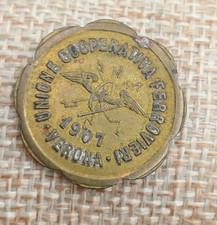 UNIONE COOPERATIVA FERROVIERI
1907
· VERONA ·